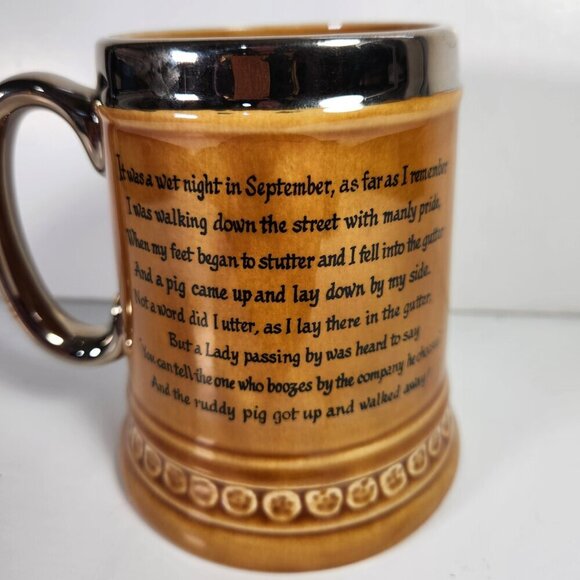 It was a wet night in September, as far as I remember
I was walking down the street with manly pride,
When my feet began to stutter and I fell into the gutter
And a pig came up and lay down by my side.
Not a word did I utter, as I lay there in the gutter,
But a Lady passing by was heard to say
"You can tell the one who boozes by the company he chooses"
And the ruddy pig got up and walked away!